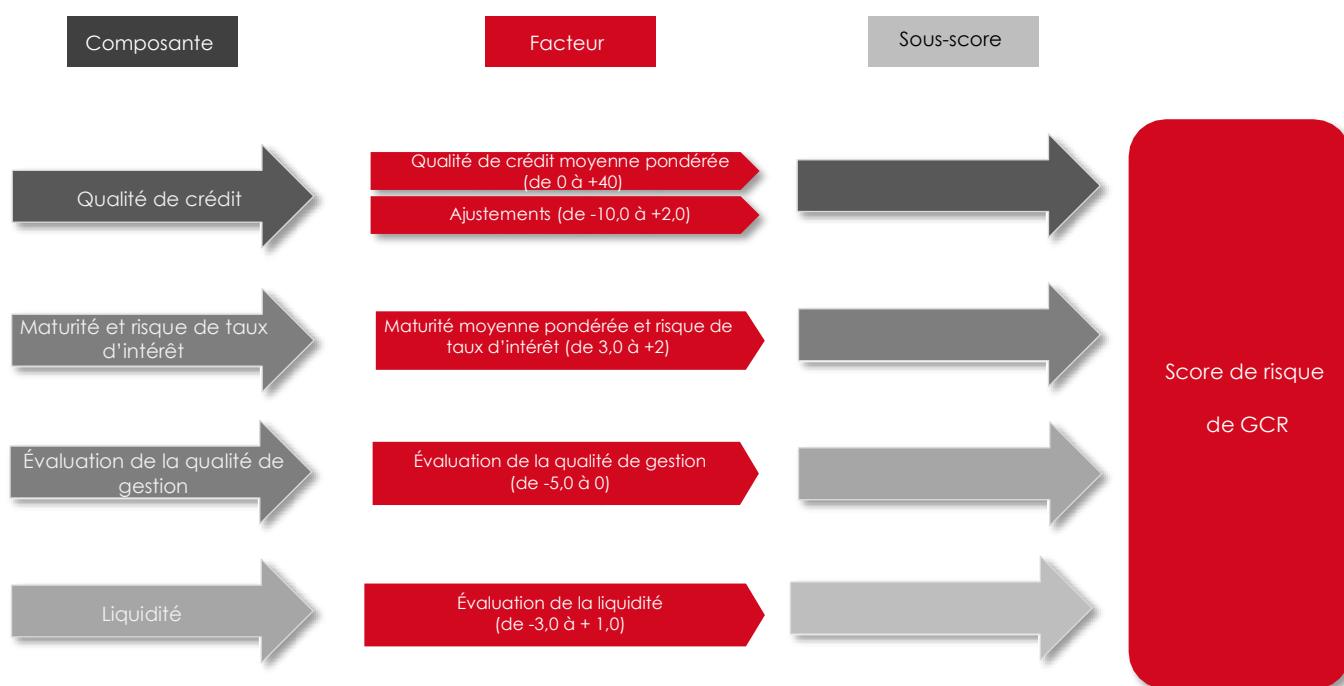 Composante
Facteur
Sous-score
Qualité de crédit
Qualité de crédit moyenne pondérée
(de 0 à +40)
Ajustements (de -10,0 à +2,0)
Maturité et risque de taux
d’intérêt
Maturité moyenne pondérée et risque de
taux d’intérêt (de 3,0 à +2)
Évaluation de la qualité de
gestion
Évaluation de la qualité de gestion
(de -5,0 à 0)
Liquidité
Évaluation de la liquidité
(de -3,0 à + 1,0)
Score de risque
de GCR